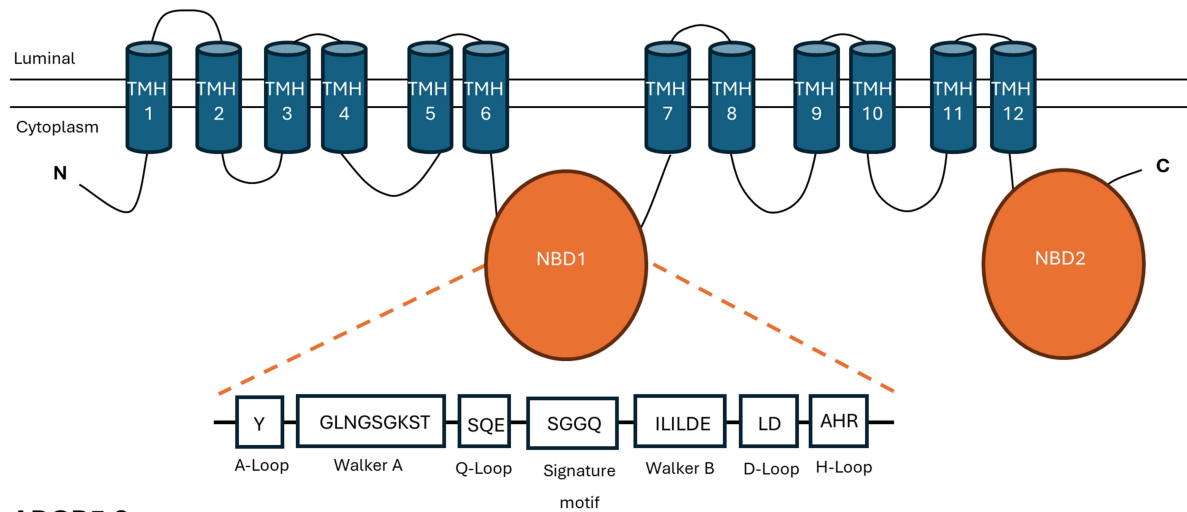 Luminal
TMH 1
TMH 2
TMH 3
TMH 4
TMH 5
TMH 6
TMH 7
TMH 8
TMH 9
TMH 10
TMH 11
TMH 12
Cytoplasm
N
C
NBD1
NBD2
Y
GLNGSGKST
SQE
SGGQ
ILILDE
LD
AHR
A-Loop
Walker A
Q-Loop
Signature
motif
Walker B
D-Loop
H-Loop